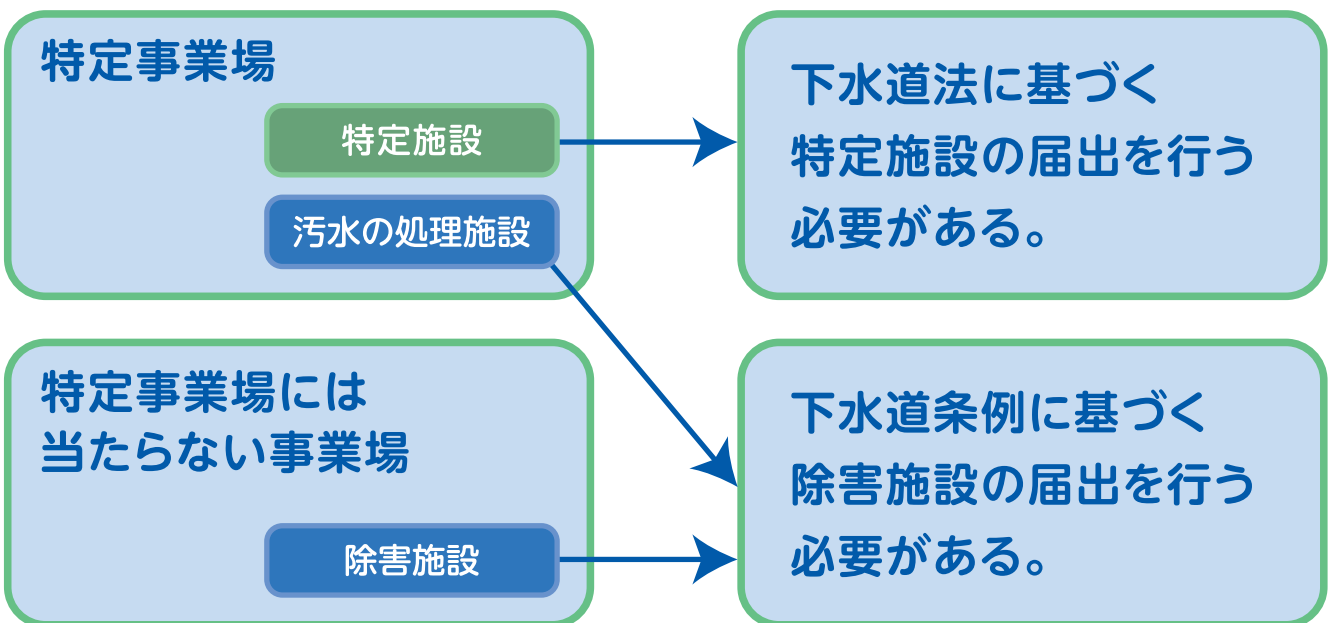 特定事業場
特定施設
汚水の処理施設
下水道法に基づく
特定施設の届出を行う
必要がある。
特定事業場には
当たらない事業場
除害施設
下水道条例に基づく
除害施設の届出を行う
必要がある。